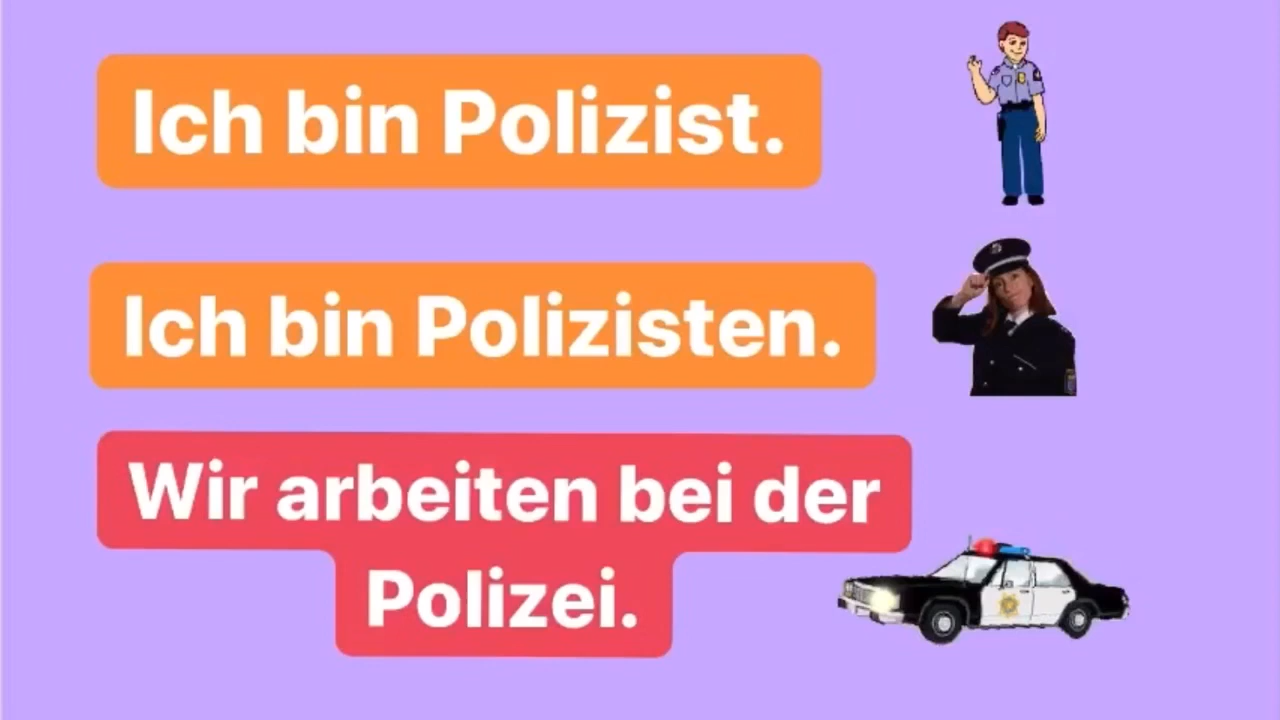 Ich bin Polizist.
Ich bin Polizisten.
Wir arbeiten bei der
Polizei.